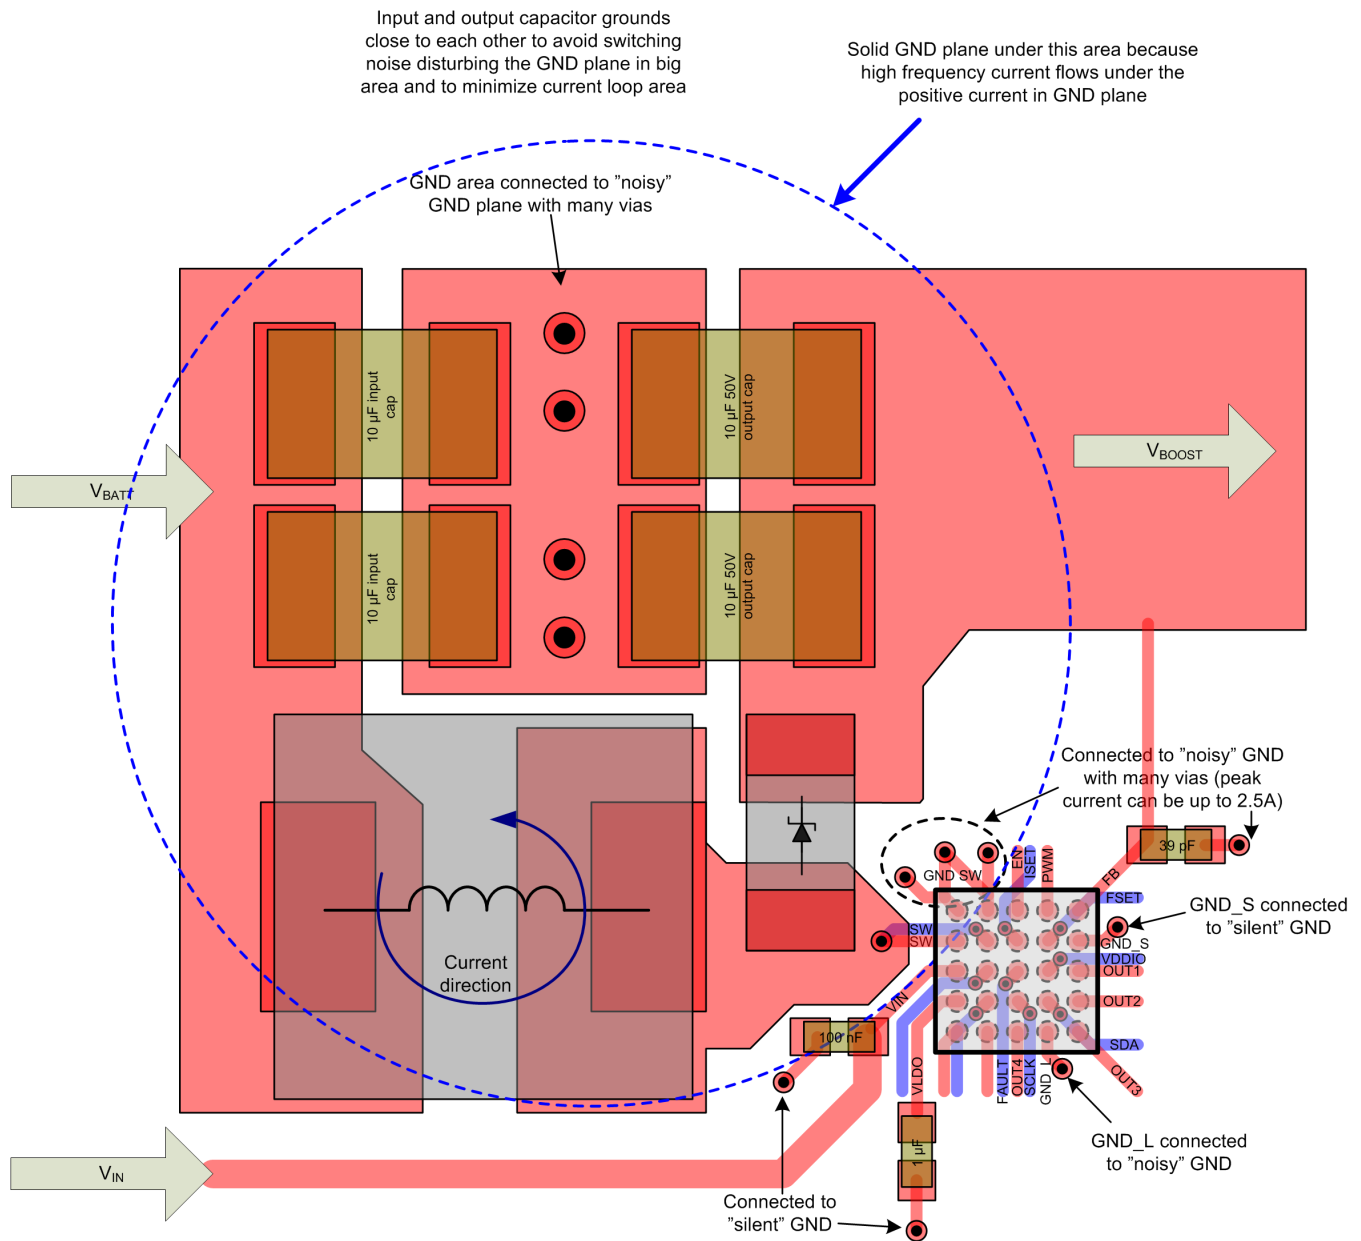 Input and output capacitor grounds
close to each other to avoid switching
noise disturbing the GND plane in big
area and to minimize current loop area
Solid GND plane under this area because
high frequency current flows under the
positive current in GND plane
GND area connected to ”noisy”
GND plane with many vias
10 µF input
cap
10 µF 50V
output cap
VBATT
VBOOST
10 µF input
cap
10 µF 50V
output cap
Connected to ”noisy” GND
with many vias (peak
current can be up to 2.5A)
39 pF
GND SW
EN
ISET
PWM
FB
FSET
GND_S connected
to ”silent” GND
SW
SW
GND_S
VDDIO
OUT1
OUT2
SDA
OUT3
Current
direction
VIN
100 nF
VLDO
FAULT
OUT4
SCLK
GND_L
1 µF
GND_L connected
to ”noisy” GND
VIN
Connected to
”silent” GND